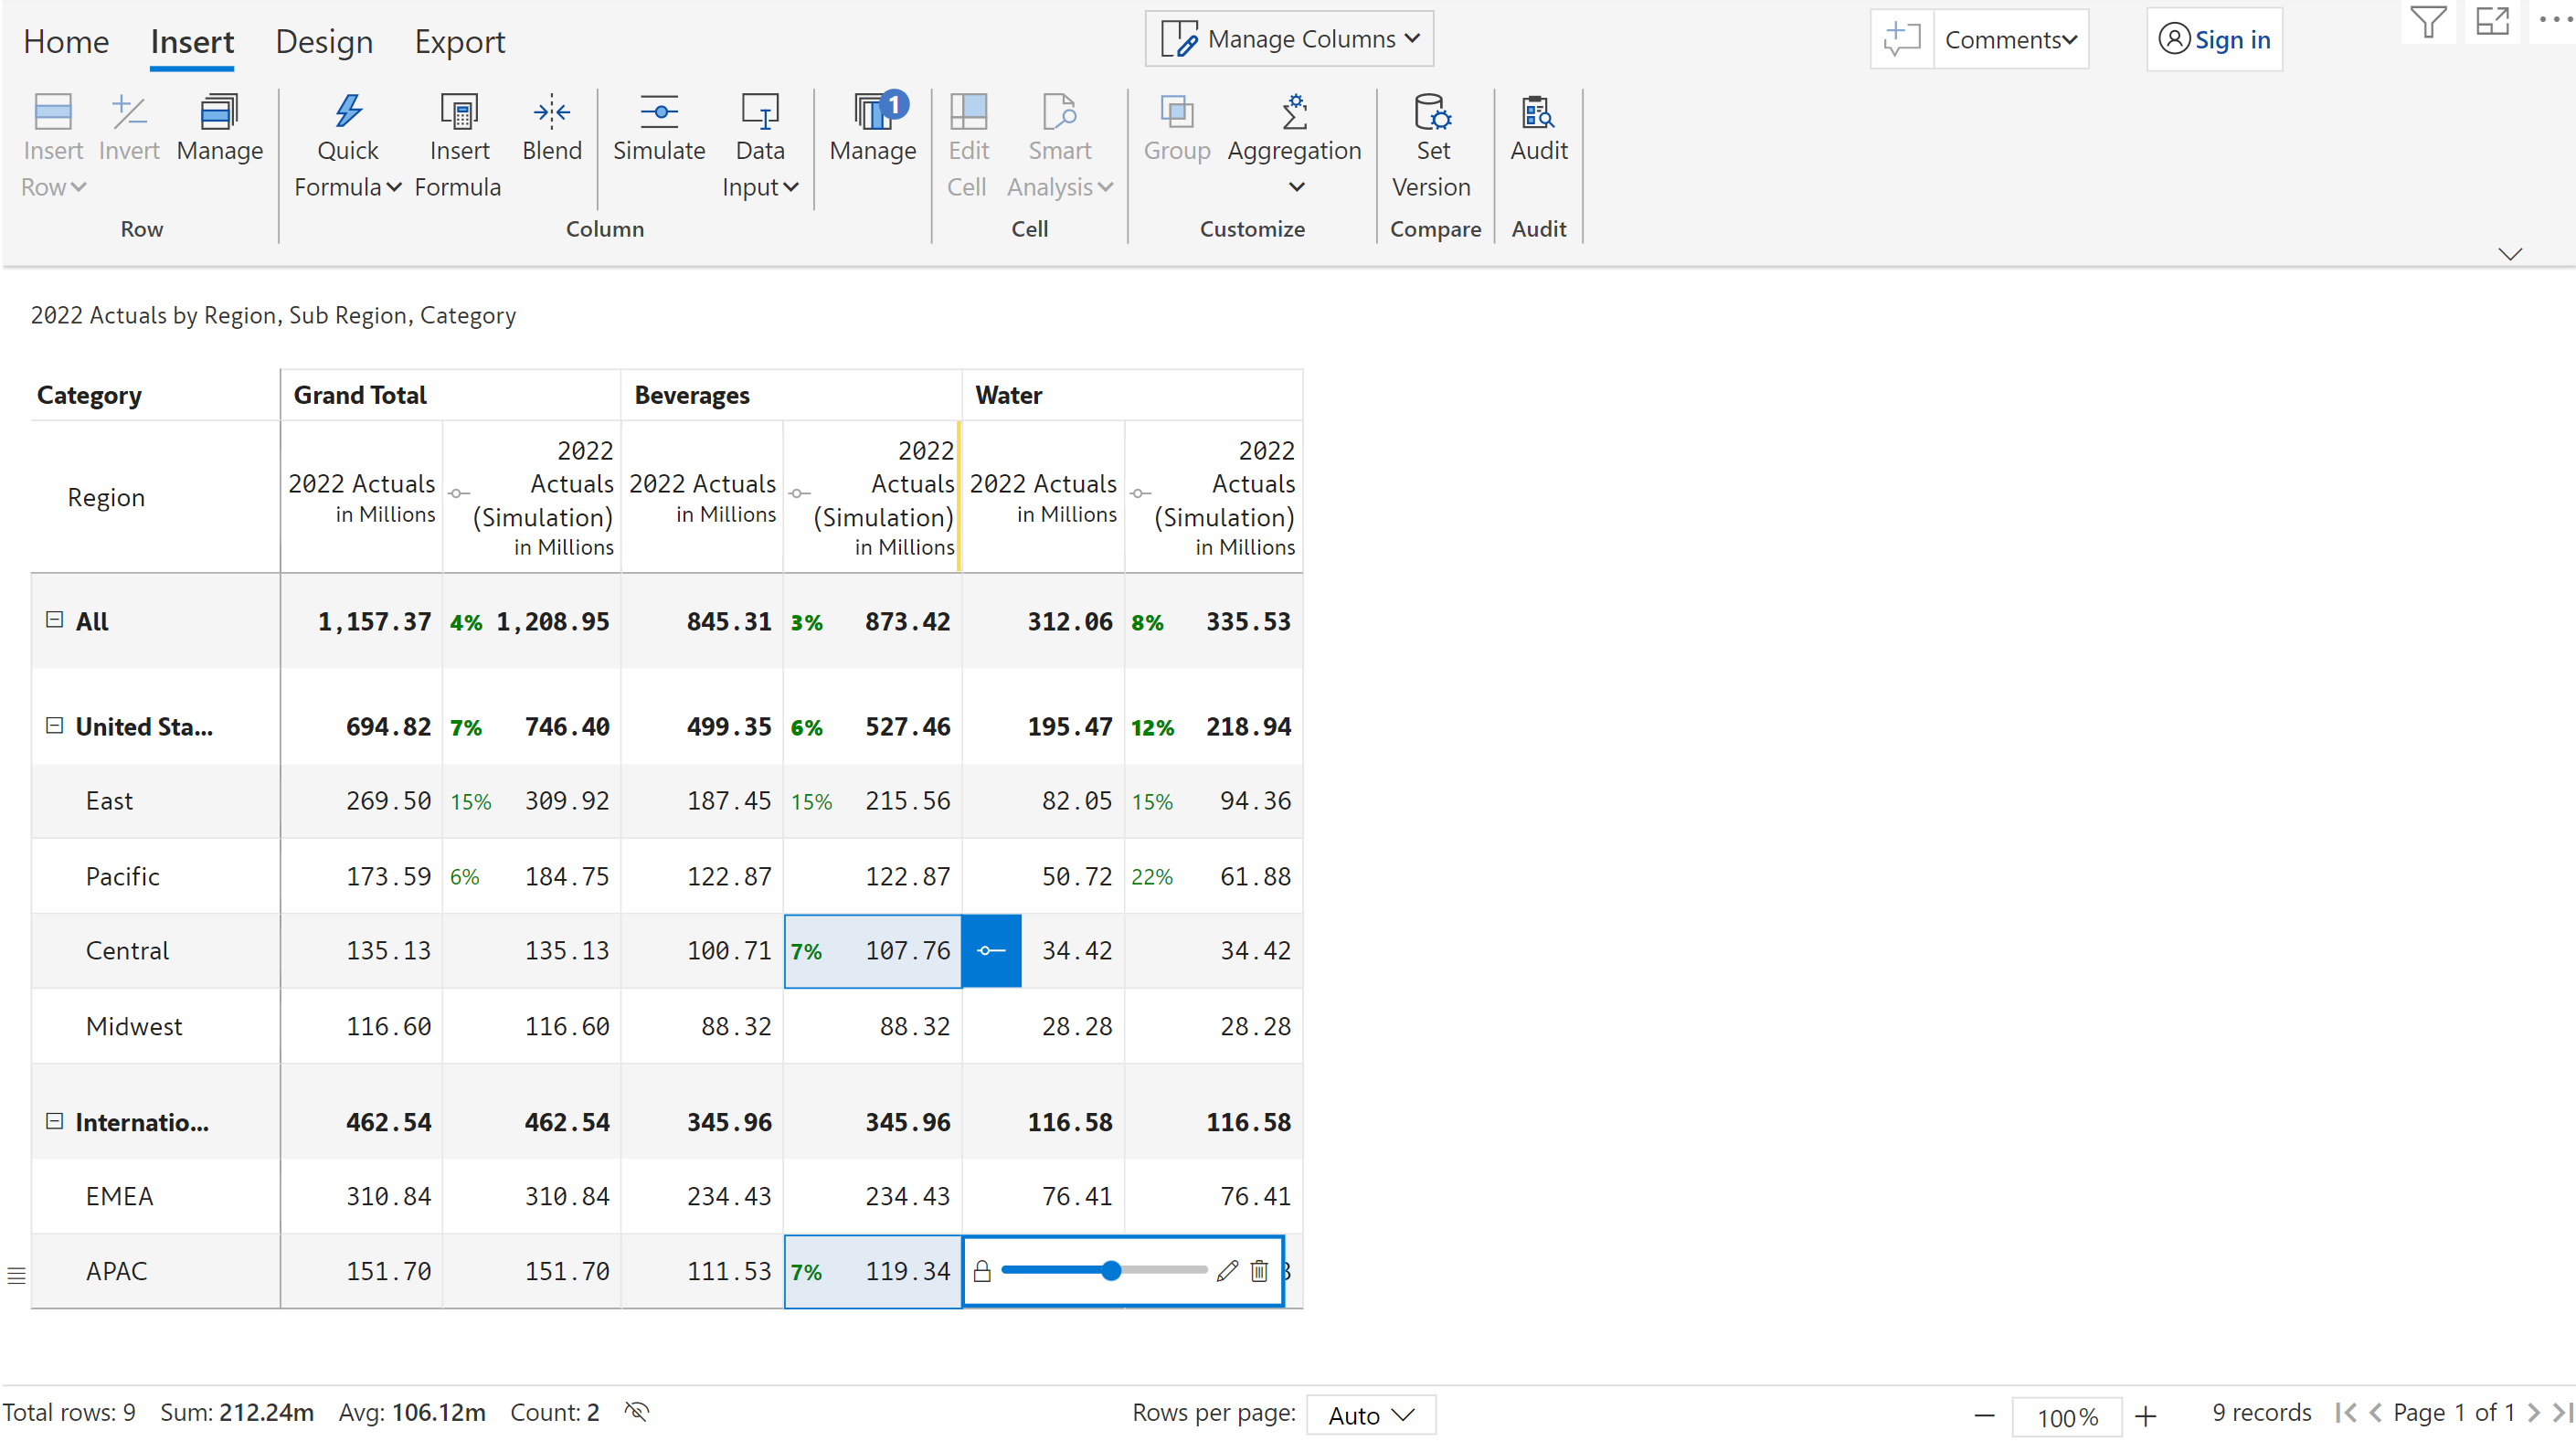 Home Insert Design Export
Manage Columns
Comments
Sign in
Insert Row
Invert
Manage
Quick Formula
Insert Formula
Blend
Simulate
Data Input
Manage
1
Edit Cell
Smart Analysis
Group
Aggregation
Set Version
Audit
Row
Column
Cell
Customize
Compare
Audit
2022 Actuals by Region, Sub Region, Category
Category Grand Total Beverages Water
Region
2022 Actuals in Millions
2022 Actuals (Simulation) in Millions
2022 Actuals in Millions
2022 Actuals (Simulation) in Millions
2022 Actuals in Millions
2022 Actuals (Simulation) in Millions
All 1,157.37 4% 1,208.95 845.31 3% 873.42 312.06 8% 335.53
United Sta... 694.82 7% 746.40 499.35 6% 527.46 195.47 12% 218.94
East 269.50 15% 309.92 187.45 15% 215.56 82.05 15% 94.36
Pacific 173.59 6% 184.75 122.87 122.87 50.72 22% 61.88
Central 135.13 135.13 100.71 7% 107.76 34.42 34.42
Midwest 116.60 116.60 88.32 88.32 28.28 28.28
Internatio... 462.54 462.54 345.96 345.96 116.58 116.58
EMEA 310.84 310.84 234.43 234.43 76.41 76.41
APAC 151.70 151.70 111.53 7% 119.34
Total rows: 9 Sum: 212.24m Avg: 106.12m Count: 2
Rows per page: Auto
100%
9 records
Page 1 of 1